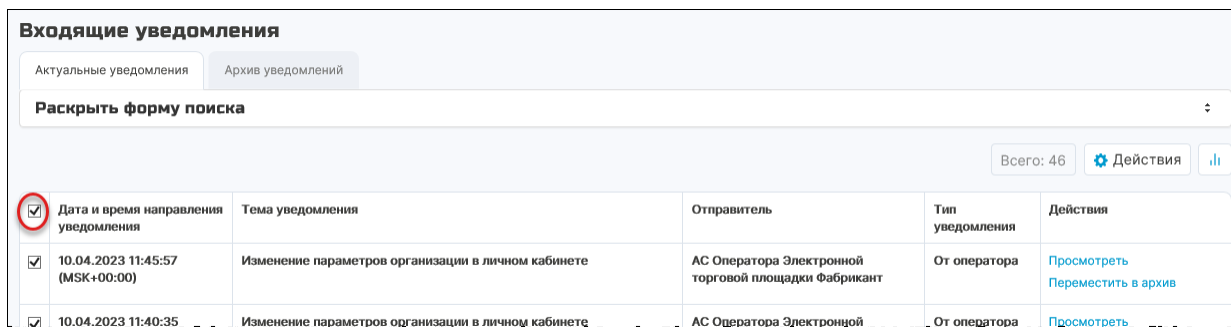 Входящие уведомления
Актуальные уведомления Архив уведомлений
Раскрыть форму поиска
Всего: 46 Действия
Дата и время направления уведомления Тема уведомления Отправитель Тип уведомления Действия
10.04.2023 11:45:57 (MSK+00:00) Изменение параметров организации в личном кабинете АС Оператора Электронной торговой площадки Фабрикант От оператора Просмотреть
Переместить в архив
10.04.2023 11:40:35 Изменение параметров организации в личном кабинете АС Оператора Электронной От оператора Просмотреть